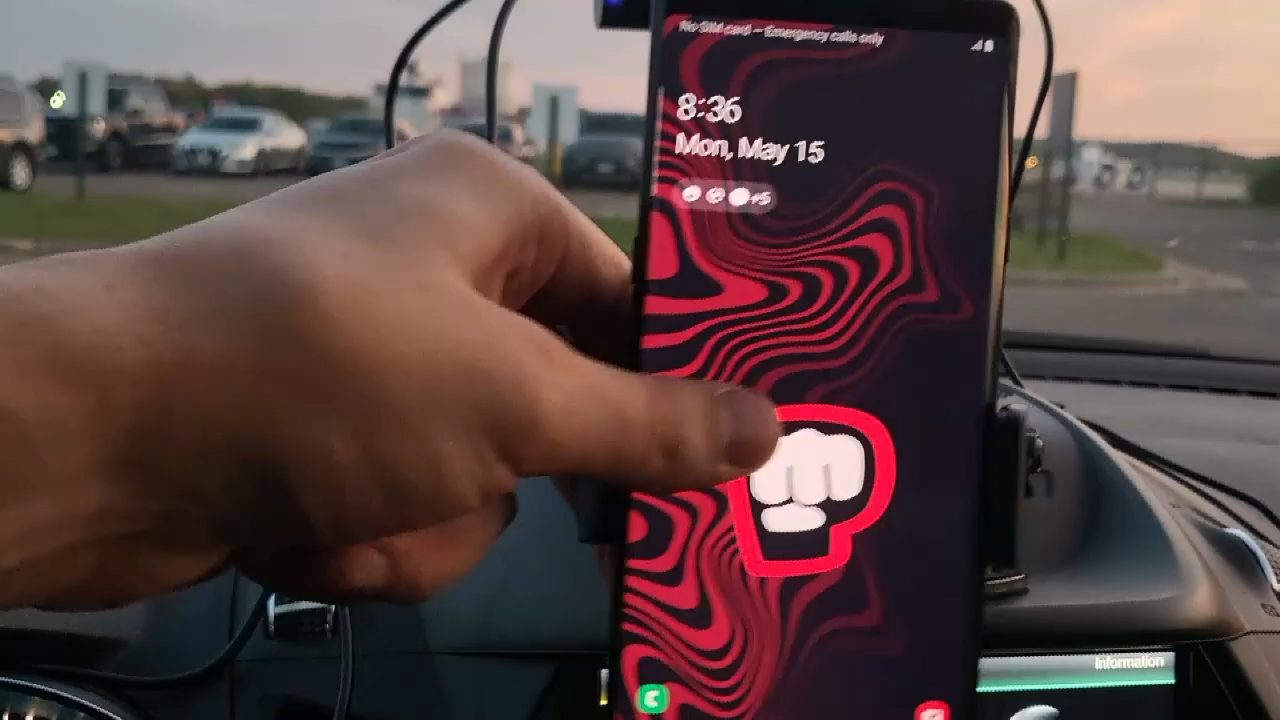 No SIM card – Emergency calls only
8:36
Mon, May 15
+5
Information